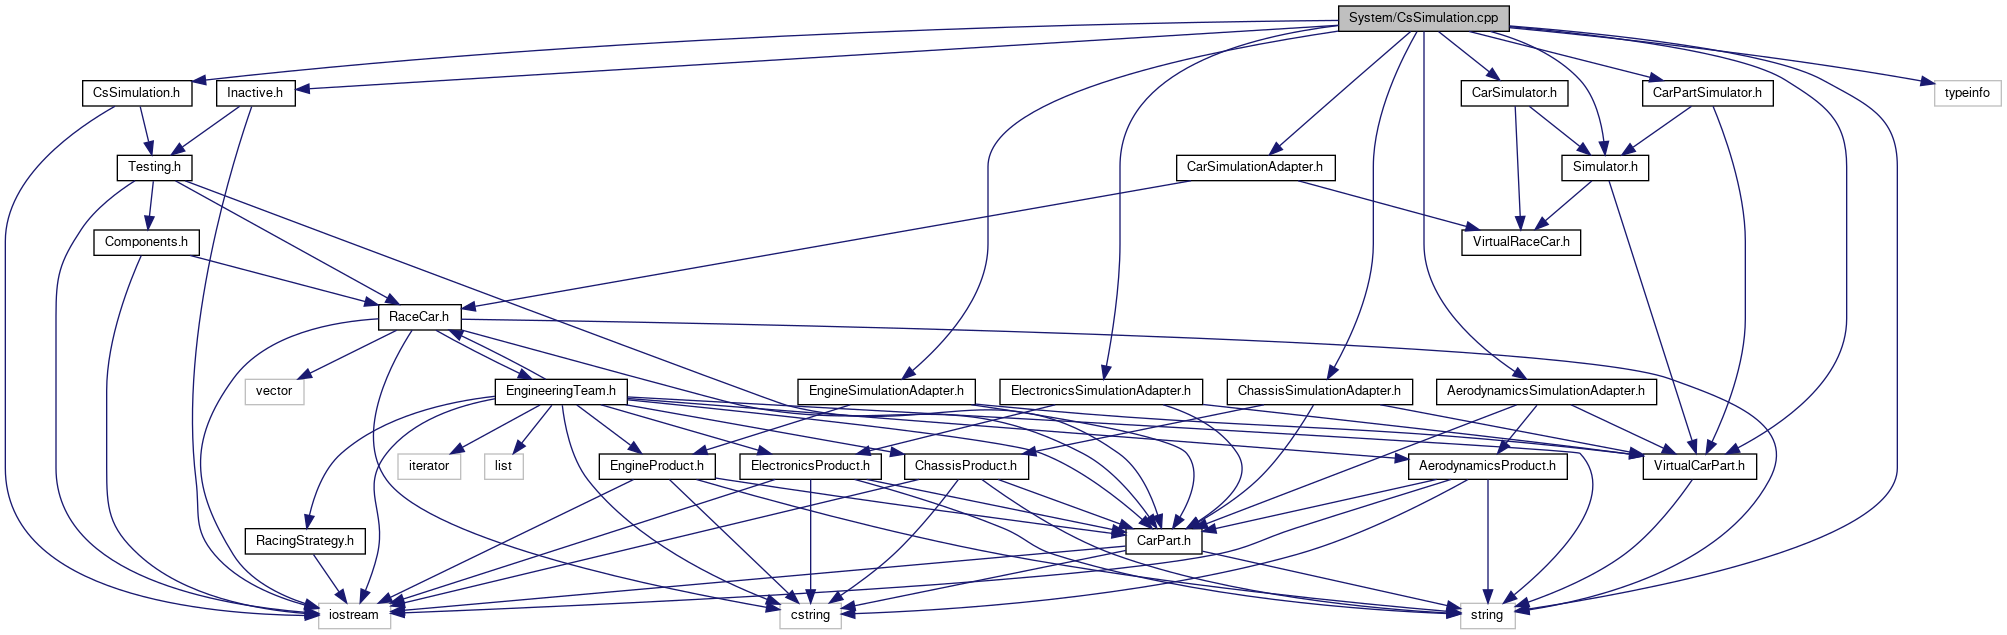 System/CsSimulation.cpp
CsSimulation.h
Inactive.h
CarSimulator.h
CarPartSimulator.h
typeinfo
Testing.h
CarSimulationAdapter.h
Simulator.h
Components.h
VirtualRaceCar.h
RaceCar.h
vector
EngineeringTeam.h
EngineSimulationAdapter.h
ElectronicsSimulationAdapter.h
ChassisSimulationAdapter.h
AerodynamicsSimulationAdapter.h
iterator
list
EngineProduct.h
ElectronicsProduct.h
ChassisProduct.h
AerodynamicsProduct.h
VirtualCarPart.h
RacingStrategy.h
CarPart.h
iostream
cstring
string